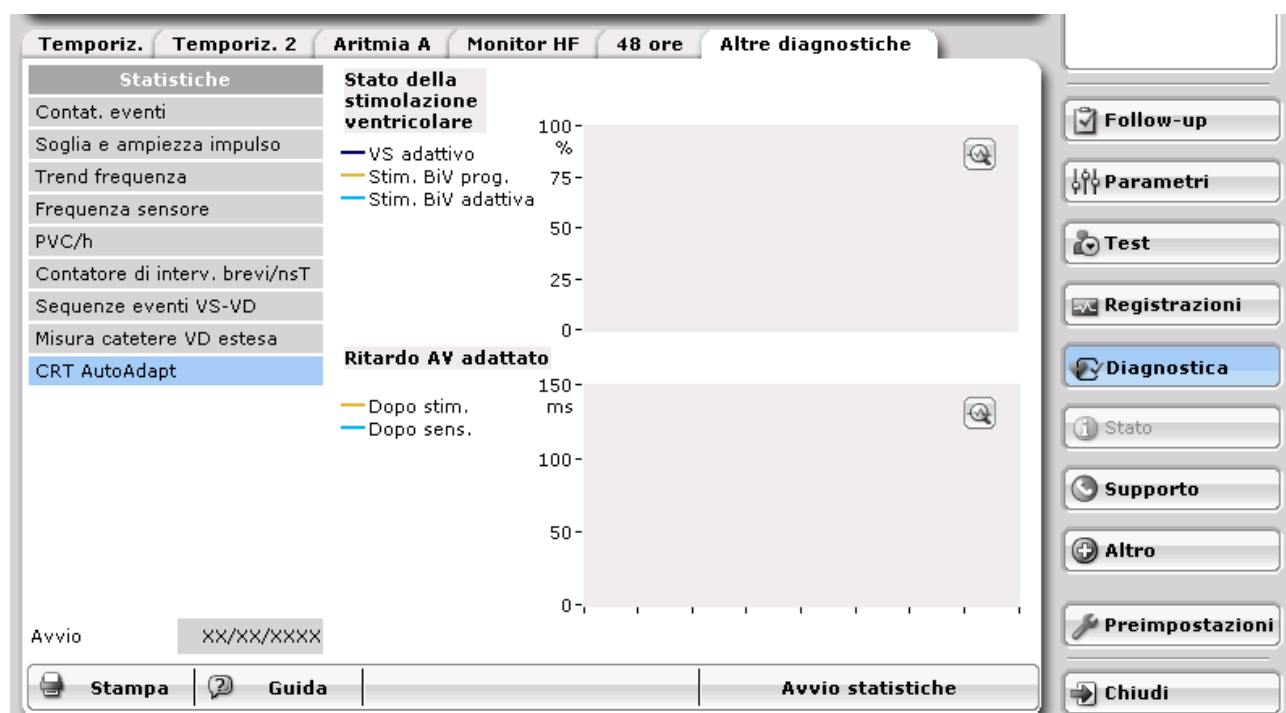 Temporiz.
Temporiz. 2
Aritmia A
Monitor HF
48 ore
Altre diagnostiche
Statistiche
Contat. eventi
Soglia e ampiezza impulso
Trend frequenza
Frequenza sensore
PVC/h
Contatore di interv. brevi/nsT
Sequenze eventi VS-VD
Misura catetere VD estesa
CRT AutoAdapt
Avvio
XX/XX/XXXX
Stato della
stimolazione
ventricolare
VS adattivo
Stim. BiV prog.
Stim. BiV adattiva
100
%
75
50
25
0
Ritardo AV adattato
Dopo stim.
Dopo sens.
150
ms
100
50
0
Stampa
Guida
Avvio statistiche
Follow-up
Parametri
Test
Registrazioni
Diagnostica
Stato
Supporto
Altro
Preimpostazioni
Chiudi